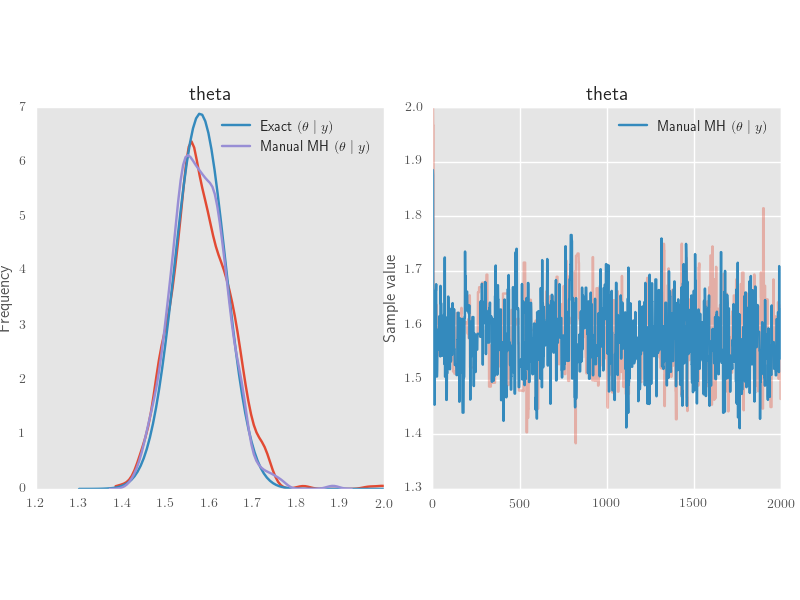 theta
7
6
5
4
3
2
1
0
Frequency
Exact (θ | y)
Manual MH (θ | y)
1.2 1.3 1.4 1.5 1.6 1.7 1.8 1.9 2.0
theta
2.0
1.9
1.8
1.7
1.6
1.5
1.4
1.3
Sample value
Manual MH (θ | y)
0 500 1000 1500 2000